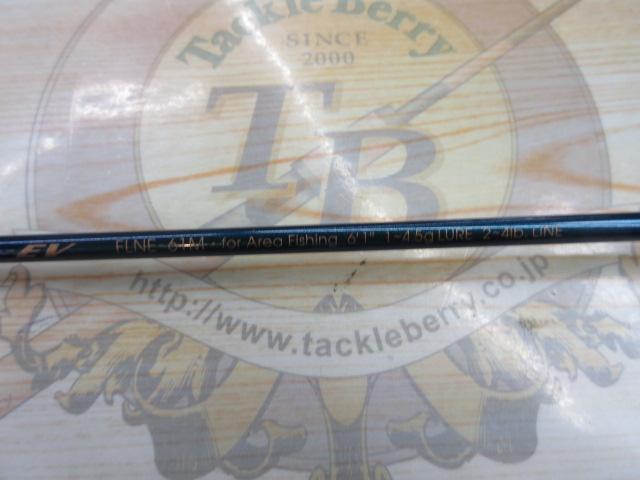 Tackle Berry
SINCE
2000
TB
EV FLNE-61M・for Area Fishing 6'1" 1~4.5g LURE 2~4lb. LINE
http://www.tackleberry.co.jp